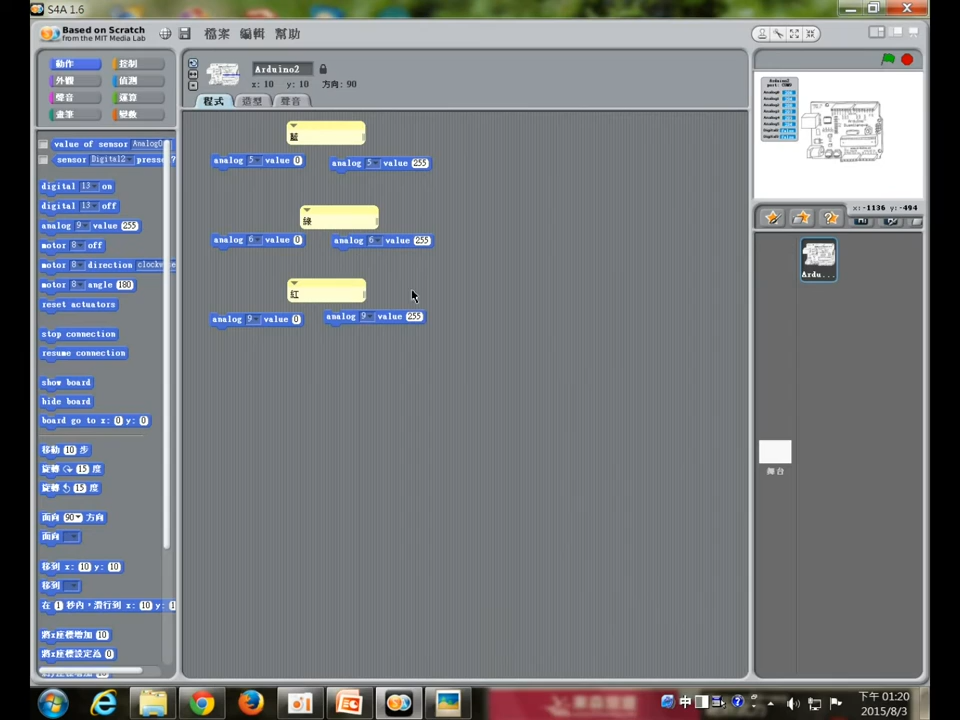 S4A 1.6
Based on Scratch
from the MIT Media Lab
檔案 編輯 幫助
動作 控制
外觀 偵測
聲音 運算
畫筆 變數
value of sensor Analog0
sensor Digital2 pressed?
digital 13 on
digital 13 off
analog 9 value 255
motor 8 off
motor 8 direction clockwise
motor 8 angle 180
reset actuators
stop connection
resume connection
show board
hide board
board go to x: 0 y: 0
移動 10 步
旋轉 15 度
旋轉 15 度
面向 90 方向
面向
移到 x: 10 y: 10
移到
在 1 秒內,滑行到 x: 10 y: 1
將x座標增加 10
將x座標設定為 0
Arduino2
x: 10 y: 10 方向: 90
程式 造型 聲音
藍
analog 5 value 0 analog 5 value 255
綠
analog 6 value 0 analog 6 value 255
紅
analog 9 value 0 analog 9 value 255
Arduino2
x:-1136 y:-494
Ardu...
舞台
中
下午 01:20
2015/8/3